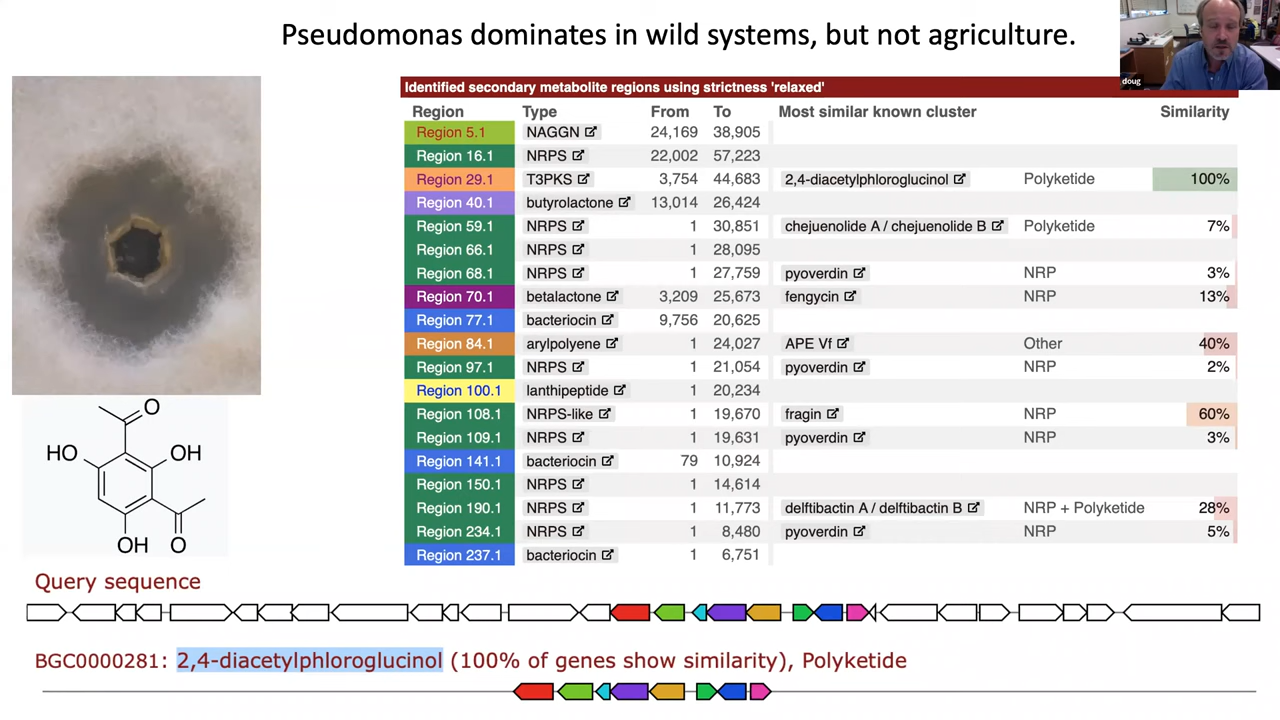 Pseudomonas dominates in wild systems, but not agriculture.
doug
Identified secondary metabolite regions using strictness 'relaxed'
Region Type From To Most similar known cluster Similarity
Region 5.1 NAGGN 24,169 38,905
Region 16.1 NRPS 22,002 57,223
Region 29.1 T3PKS 3,754 44,683 2,4-diacetylphloroglucinol Polyketide 100%
Region 40.1 butyrolactone 13,014 26,424
Region 59.1 NRPS 1 30,851 chejuenolide A / chejuenolide B Polyketide 7%
Region 66.1 NRPS 1 28,095
Region 68.1 NRPS 1 27,759 pyoverdin NRP 3%
Region 70.1 betalactone 3,209 25,673 fengycin NRP 13%
Region 77.1 bacteriocin 9,756 20,625
Region 84.1 arylpolyene 1 24,027 APE Vf Other 40%
Region 97.1 NRPS 1 21,054 pyoverdin NRP 2%
Region 100.1 lanthipeptide 1 20,234
Region 108.1 NRPS-like 1 19,670 fragin NRP 60%
Region 109.1 NRPS 1 19,631 pyoverdin NRP 3%
Region 141.1 bacteriocin 79 10,924
Region 150.1 NRPS 1 14,614
Region 190.1 NRPS 1 11,773 delftibactin A / delftibactin B NRP + Polyketide 28%
Region 234.1 NRPS 1 8,480 pyoverdin NRP 5%
Region 237.1 bacteriocin 1 6,751
O
HO OH
OH O
Query sequence
BGC0000281: 2,4-diacetylphloroglucinol (100% of genes show similarity), Polyketide